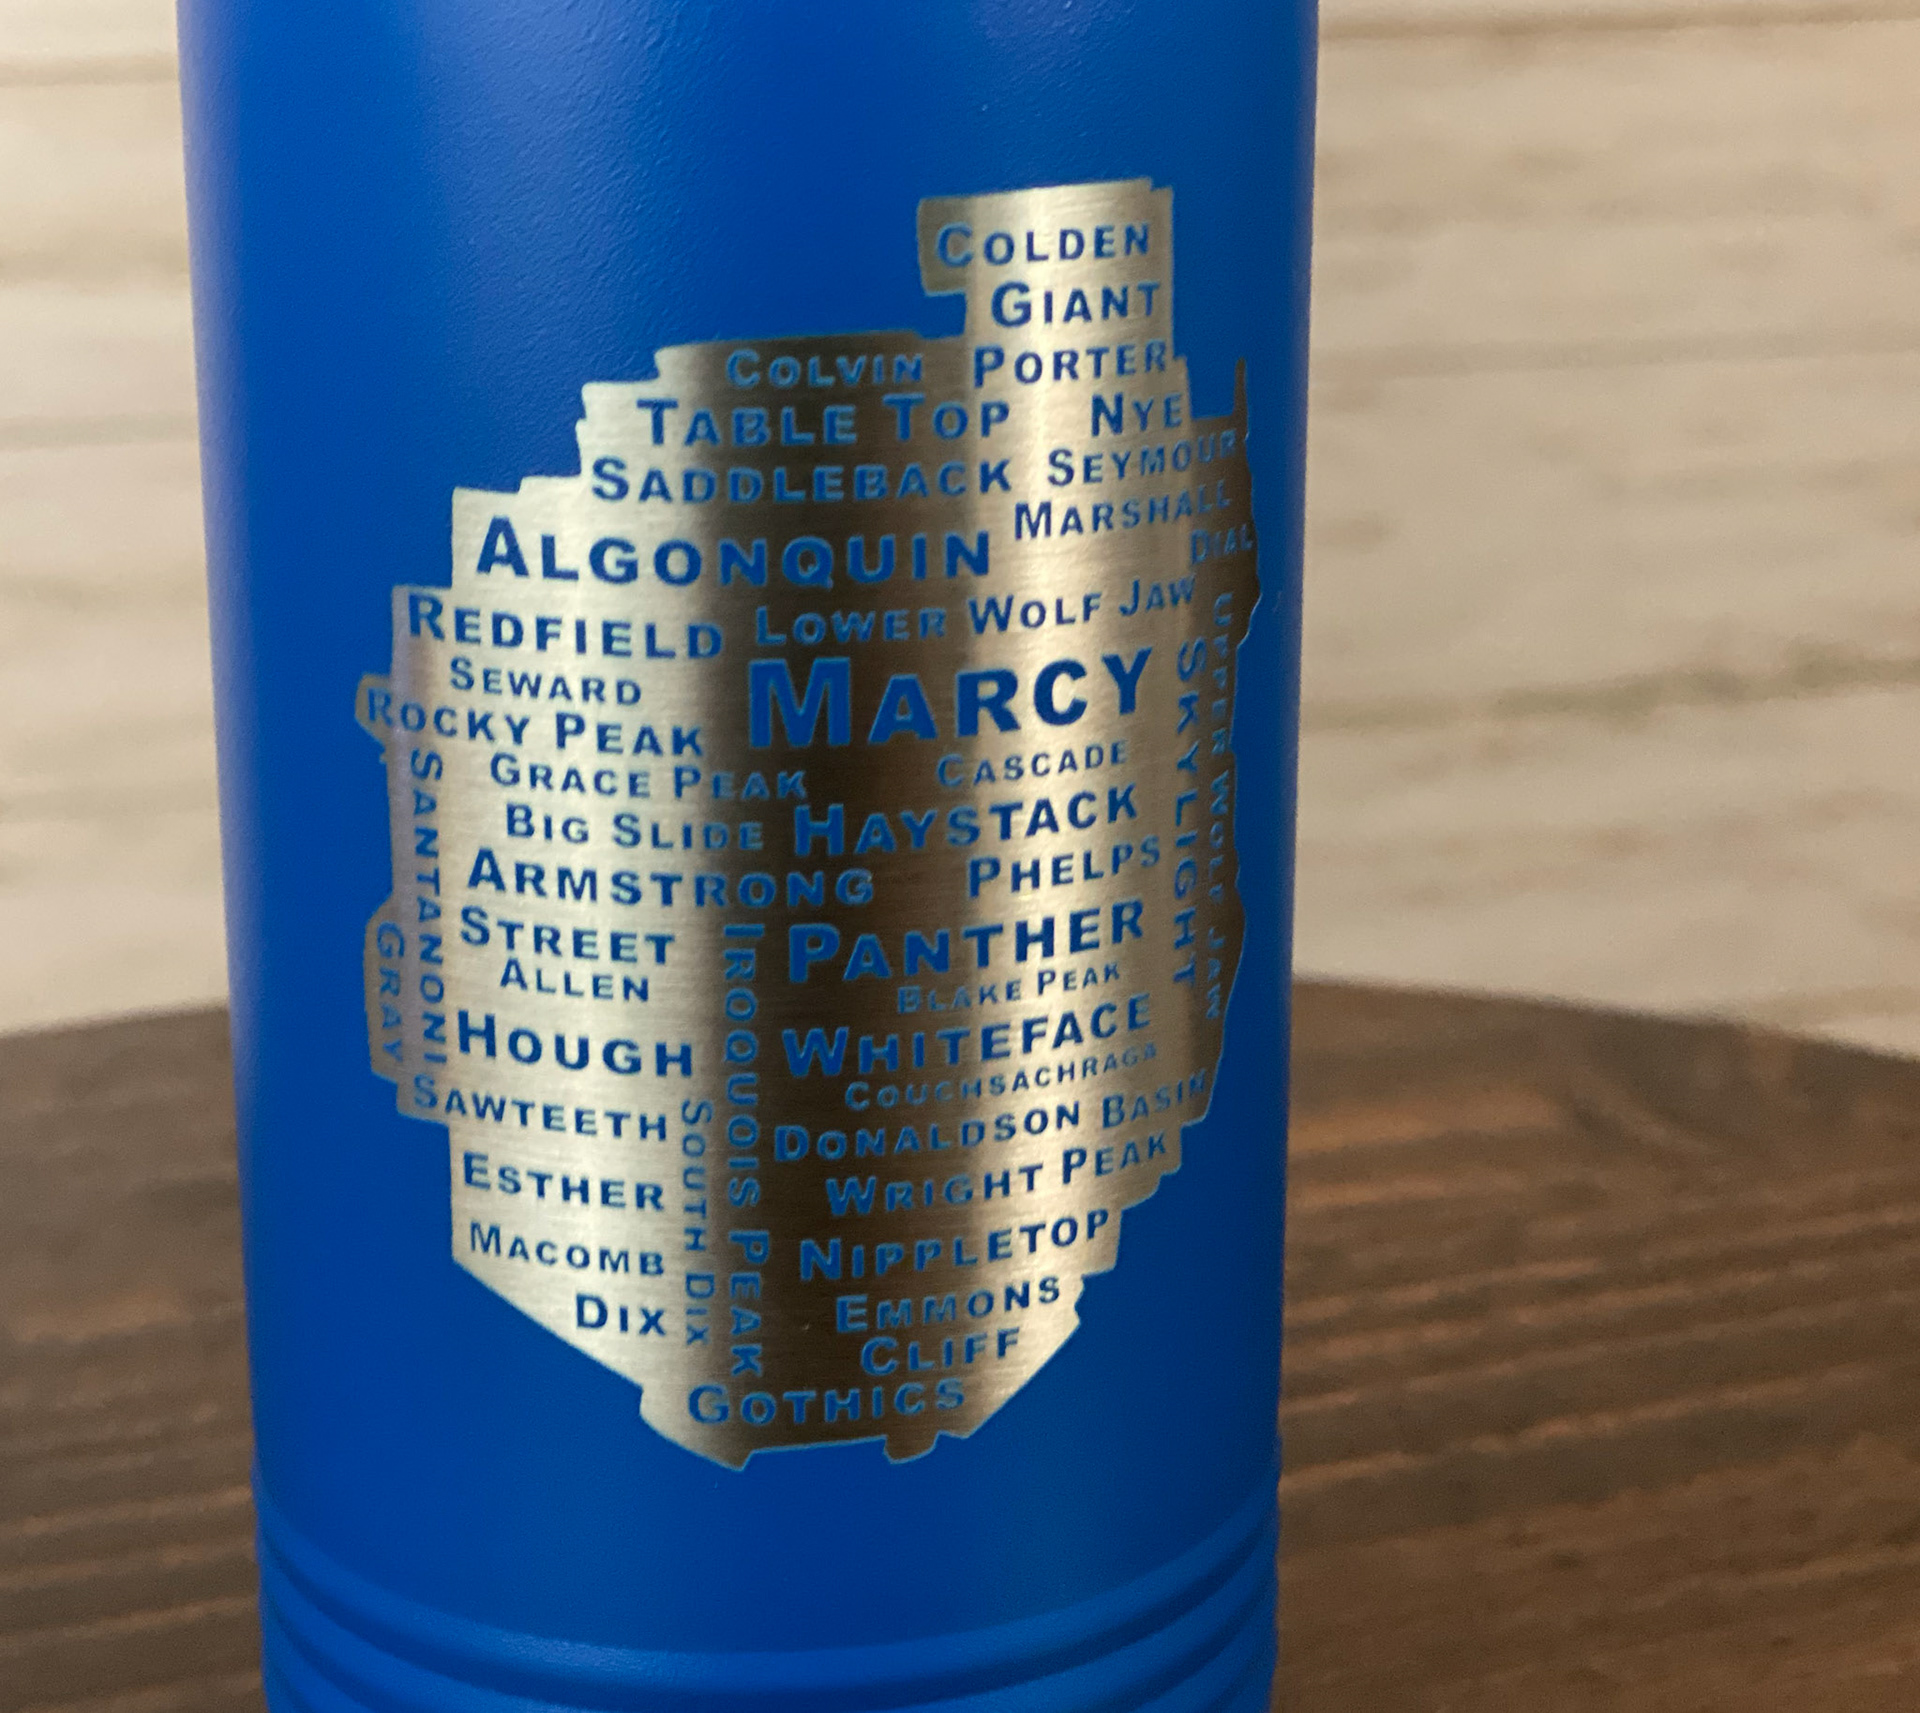 COLDEN
GIANT
COLVIN PORTER
TABLE TOP NYE
SADDLEBACK SEYMOUR
ALGONQUIN MARSHALL
DIAL
REDFIELD LOWER WOLF JAW
SEWARD MARCY
ROCKY PEAK
SKYLIGHT
UPPER WOLF JAW
GRACE PEAK CASCADE
BIG SLIDE HAYSTACK
ARMSTRONG PHELPS
SANTANONI
GRAY
STREET PANTHER
ALLEN BLAKE PEAK
IROQUOIS PEAK
HOUGH WHITEFACE
COUCHSACHRAGA
SAWTEETH DONALDSON BASIN
SOUTH DIX
ESTHER WRIGHT PEAK
MACOMB NIPPLETOP
DIX EMMONS
CLIFF
GOTHICS